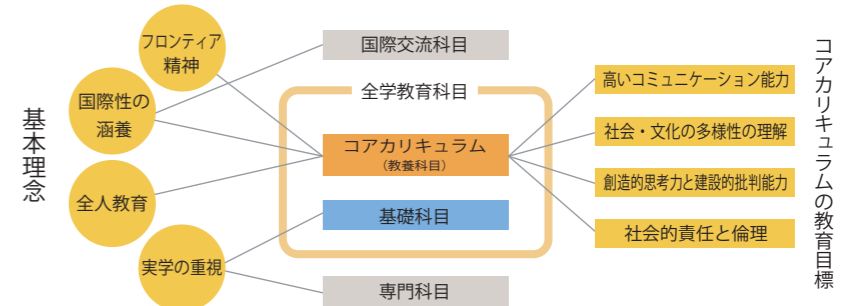 基本理念
フロンティア
精神
国際性の
涵養
全人教育
実学の重視
国際交流科目
全学教育科目
コアカリキュラム
（教養科目）
基礎科目
専門科目
高いコミュニケーション能力
社会・文化の多様性の理解
創造的思考力と建設的批判能力
社会的責任と倫理
コアカリキュラムの教育目標